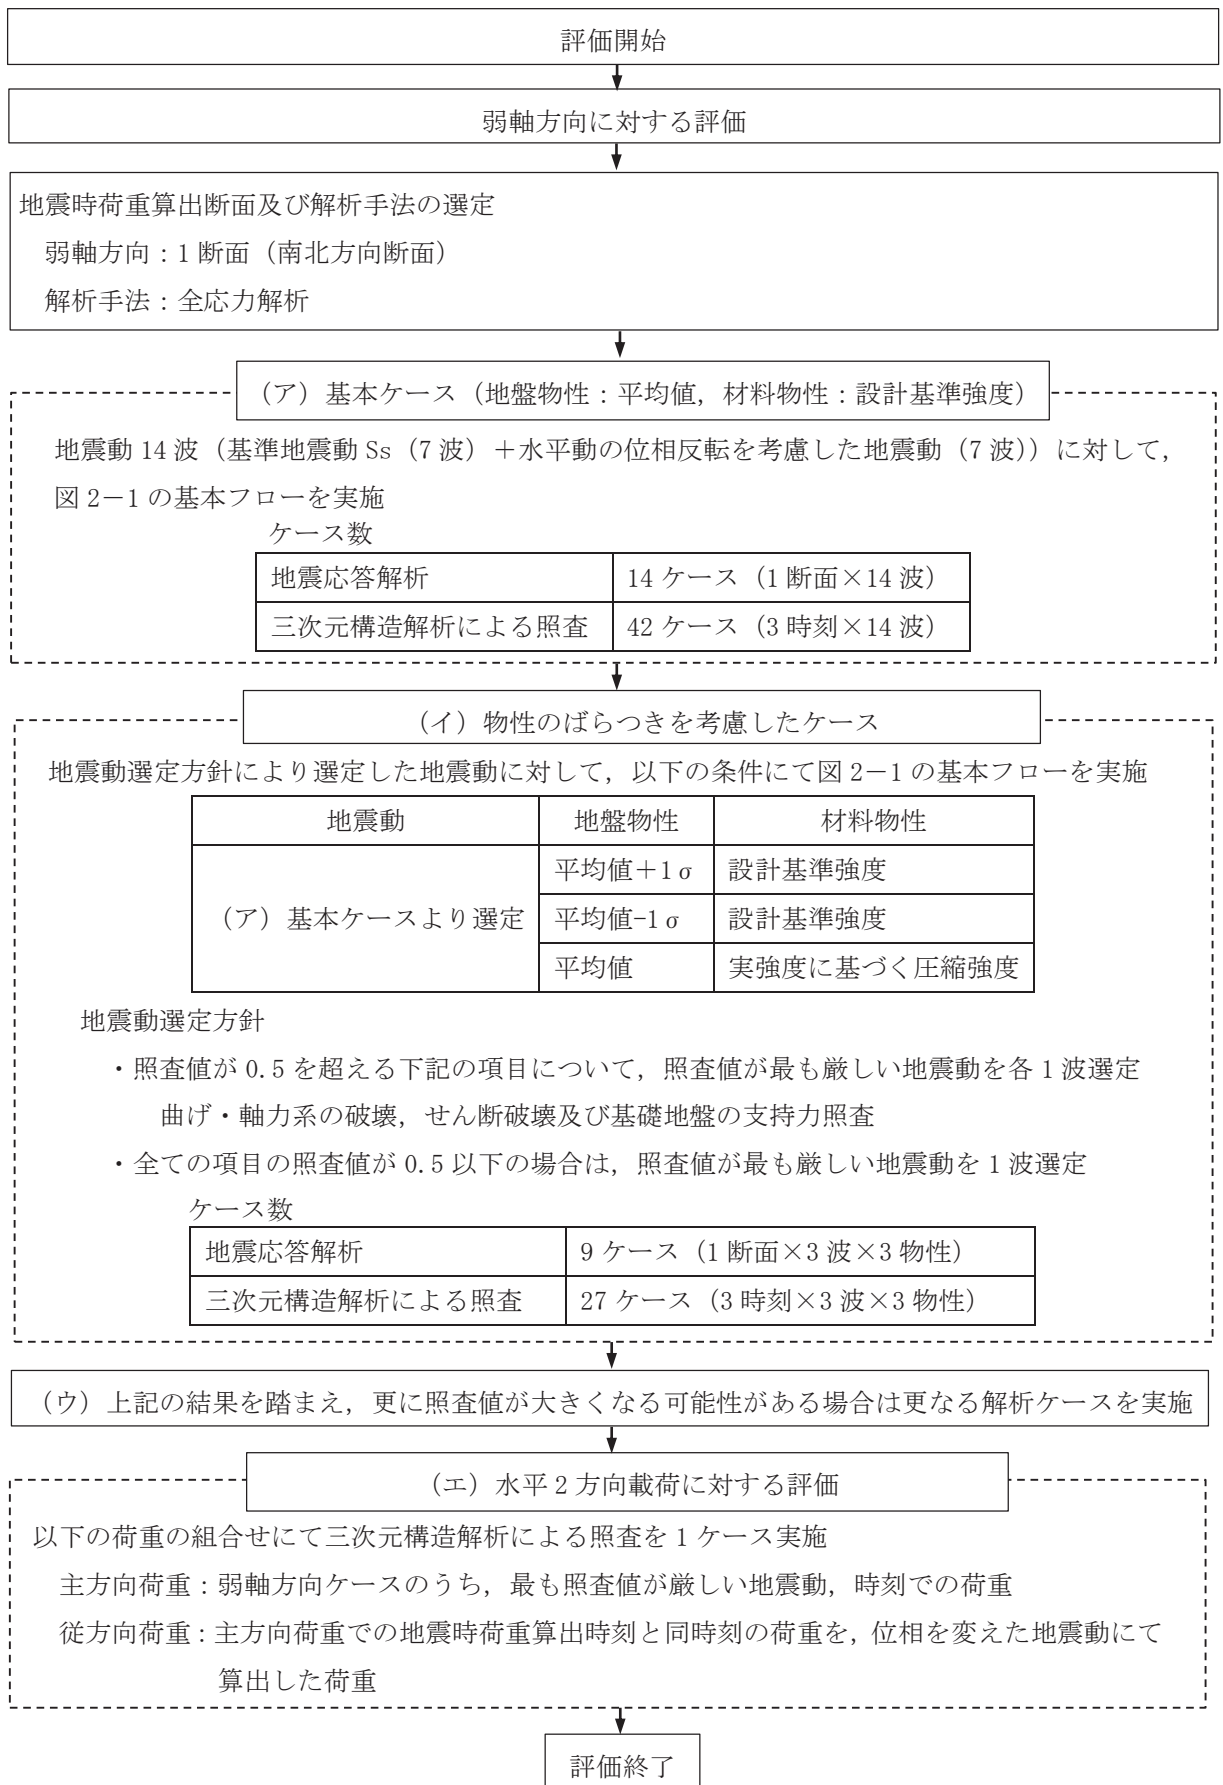 評価開始
弱軸方向に対する評価
地震時荷重算出断面及び解析手法の選定
弱軸方向：1 断面（南北方向断面）
解析手法：全応力解析
（ア）基本ケース（地盤物性：平均値，材料物性：設計基準強度）
地震動 14 波（基準地震動 Ss（7 波）＋水平動の位相反転を考慮した地震動（7 波））に対して，
図 2－1 の基本フローを実施
ケース数
地震応答解析 14 ケース（1 断面×14 波）
三次元構造解析による照査 42 ケース（3 時刻×14 波）
（イ）物性のばらつきを考慮したケース
地震動選定方針により選定した地震動に対して，以下の条件にて図 2－1 の基本フローを実施
地震動 地盤物性 材料物性
平均値＋1σ 設計基準強度
（ア）基本ケースより選定 平均値-1σ 設計基準強度
平均値 実強度に基づく圧縮強度
地震動選定方針
・照査値が 0.5 を超える下記の項目について，照査値が最も厳しい地震動を各 1 波選定
曲げ・軸力系の破壊，せん断破壊及び基礎地盤の支持力照査
・全ての項目の照査値が 0.5 以下の場合は，照査値が最も厳しい地震動を 1 波選定
ケース数
地震応答解析 9 ケース（1 断面×3 波×3 物性）
三次元構造解析による照査 27 ケース（3 時刻×3 波×3 物性）
（ウ）上記の結果を踏まえ，更に照査値が大きくなる可能性がある場合は更なる解析ケースを実施
（エ）水平 2 方向載荷に対する評価
以下の荷重の組合せにて三次元構造解析による照査を 1 ケース実施
主方向荷重：弱軸方向ケースのうち，最も照査値が厳しい地震動，時刻での荷重
従方向荷重：主方向荷重での地震時荷重算出時刻と同時刻の荷重を，位相を変えた地震動にて
算出した荷重
評価終了